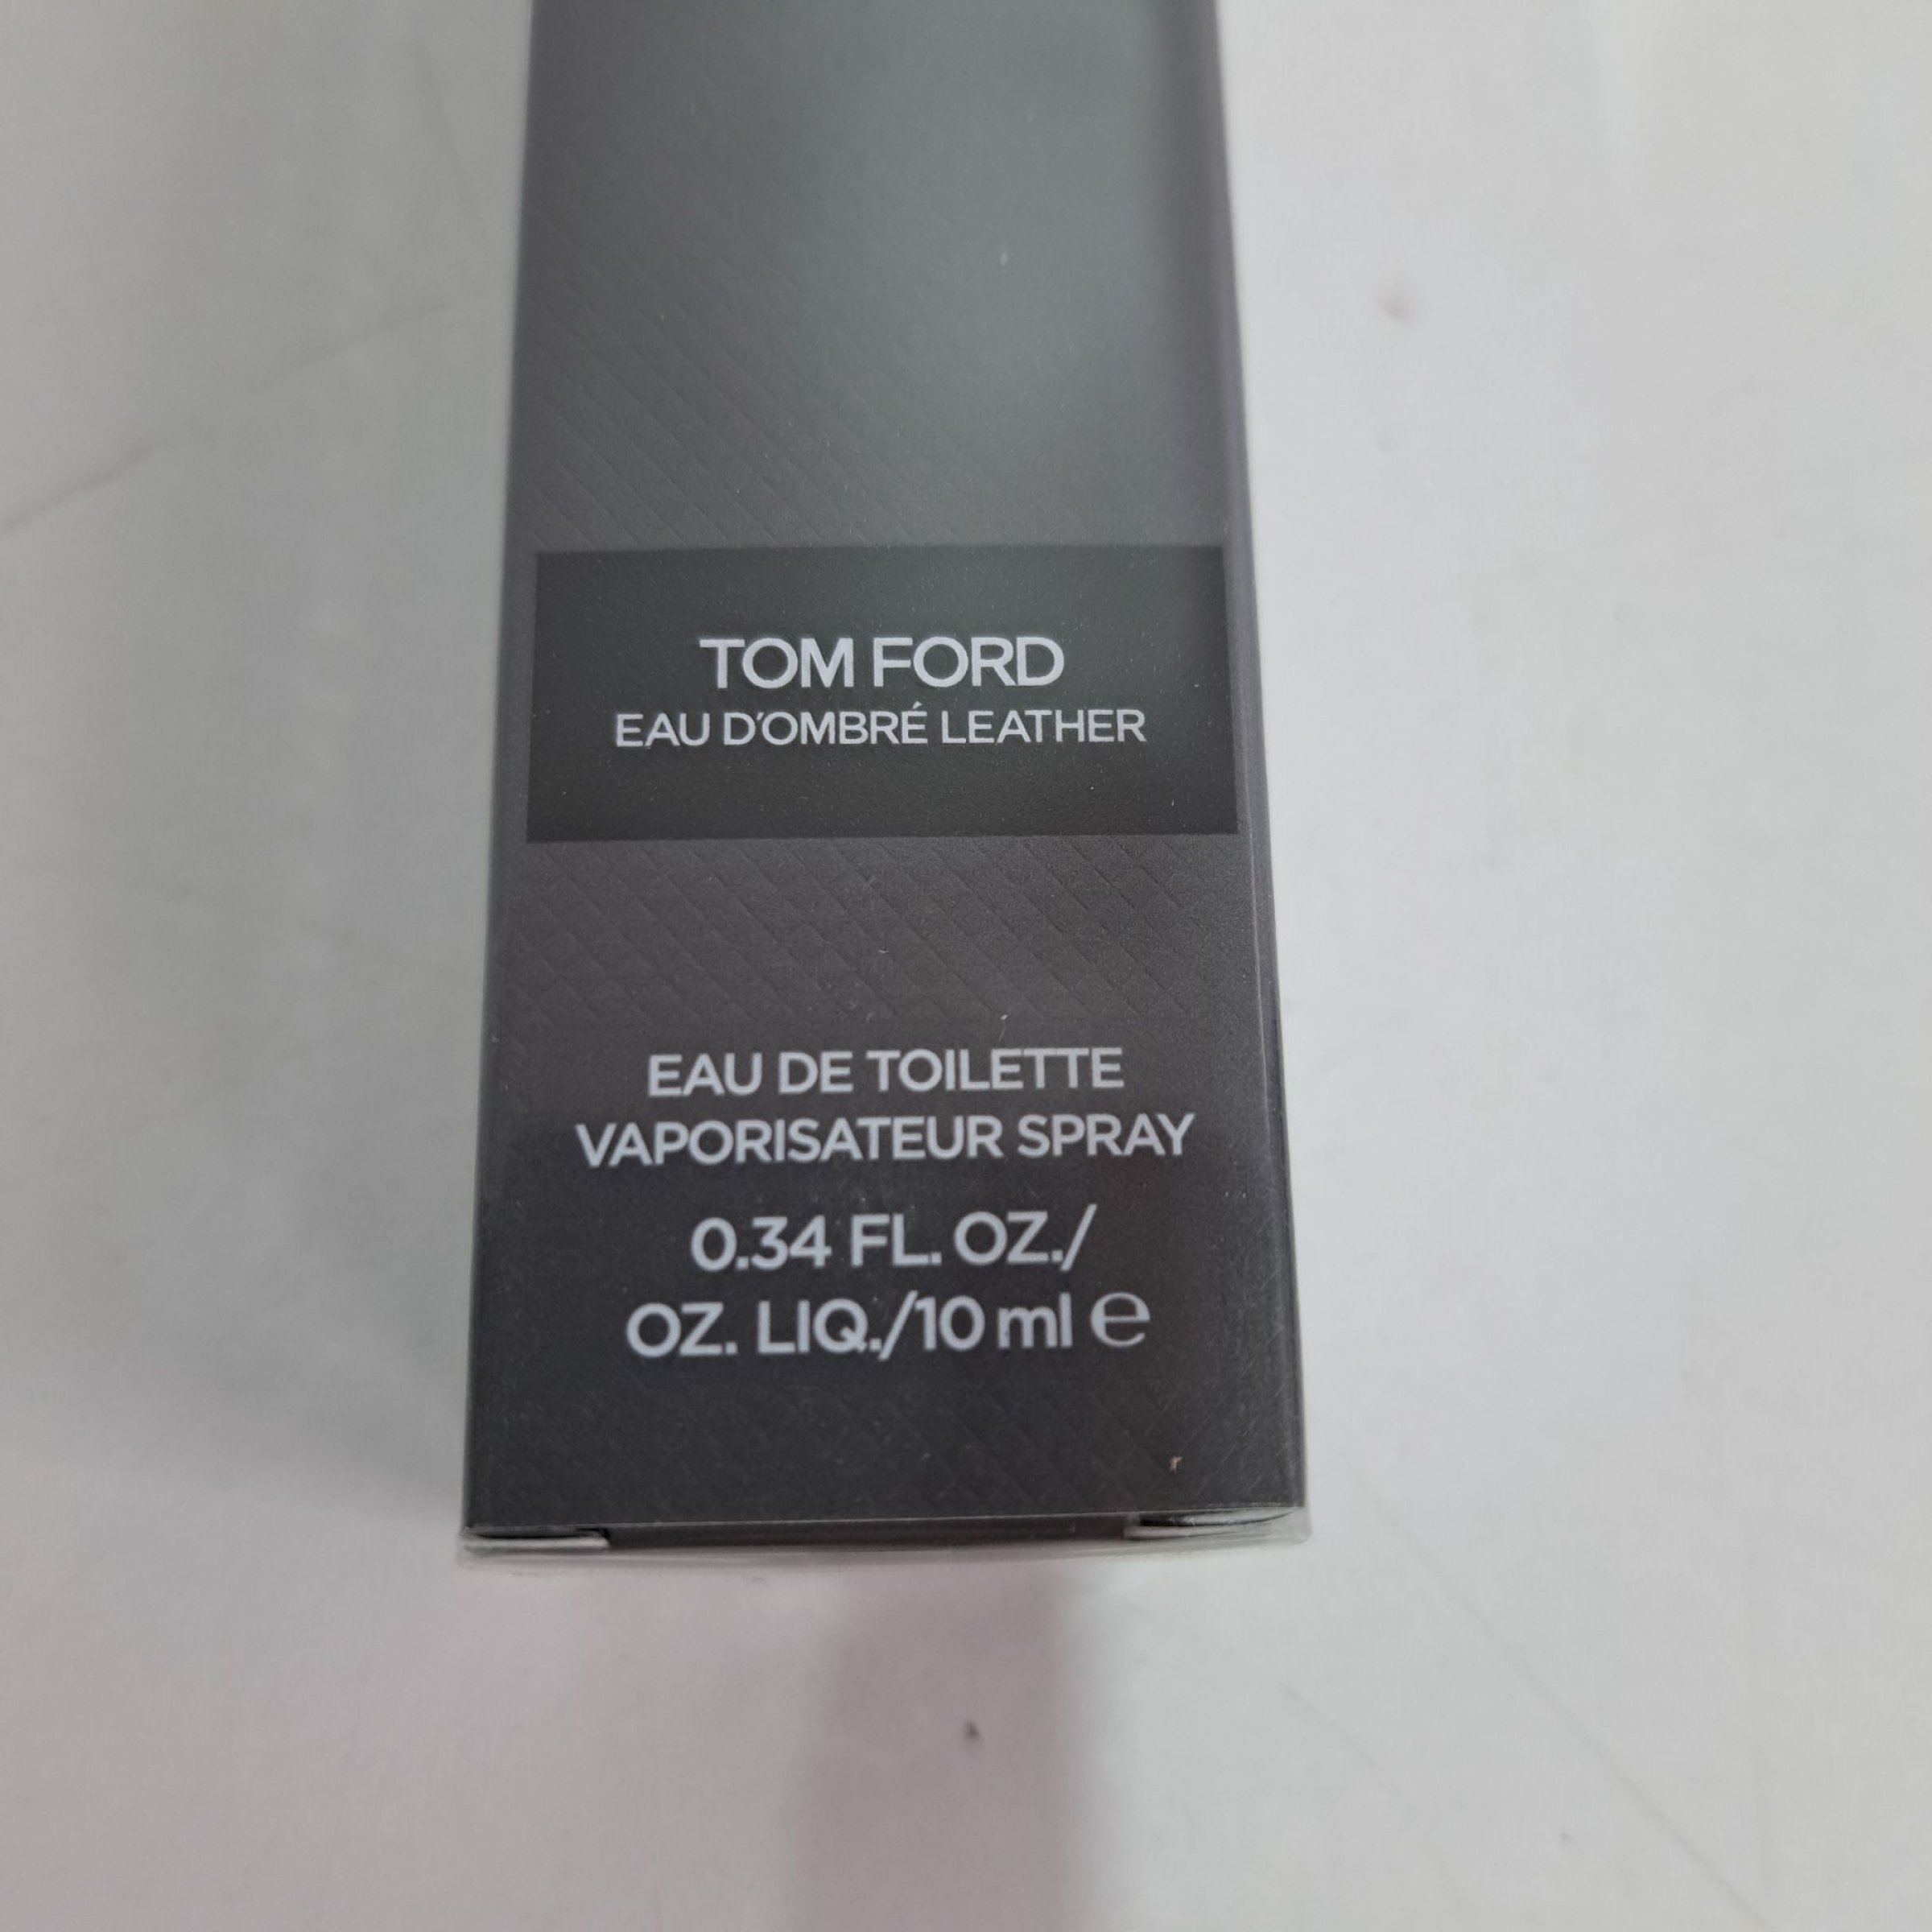 TOM FORD
EAU D'OMBRÉ LEATHER
EAU DE TOILETTE
VAPORISATEUR SPRAY
0.34 FL. OZ./
OZ. LIQ./10 ml ℮